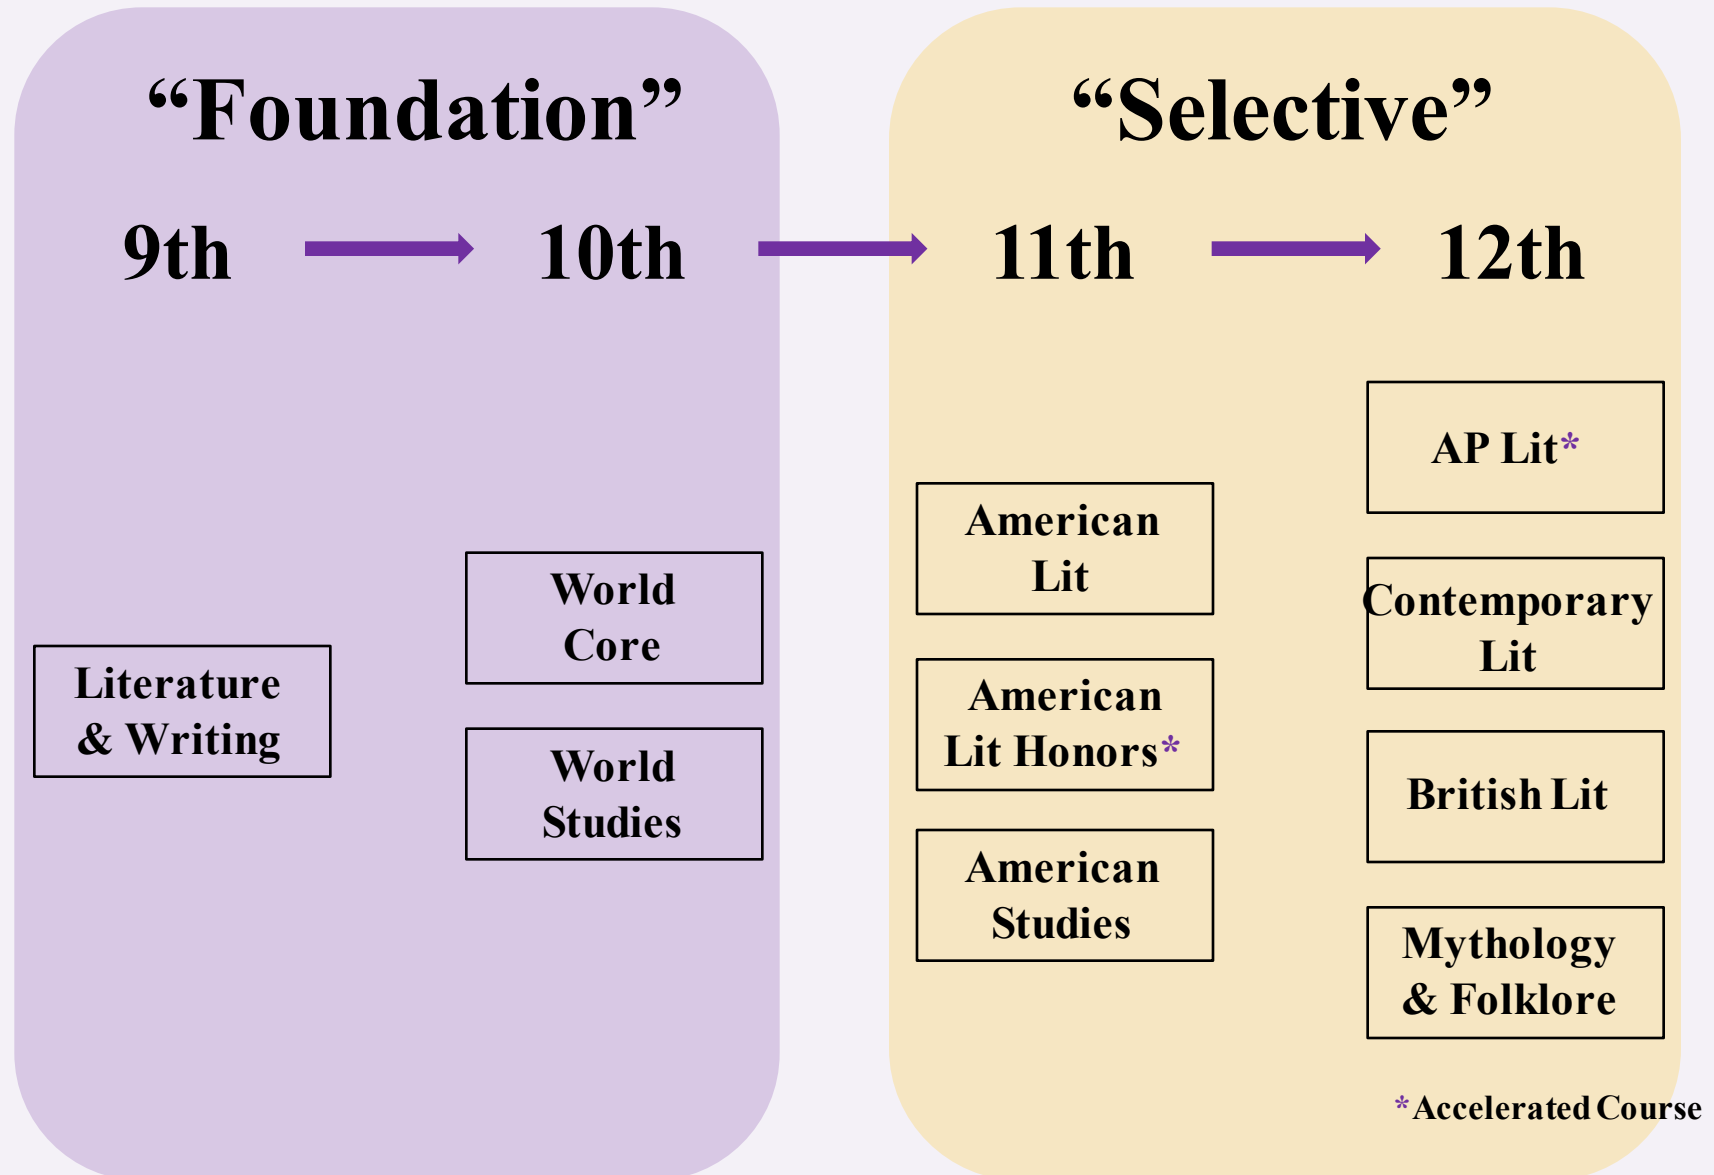 “Foundation”
“Selective”
9th
10th
11th
12th
Literature
& Writing
World
Core
World
Studies
American
Lit
American
Lit Honors*
American
Studies
AP Lit*
Contemporary
Lit
British Lit
Mythology
& Folklore
*Accelerated Course